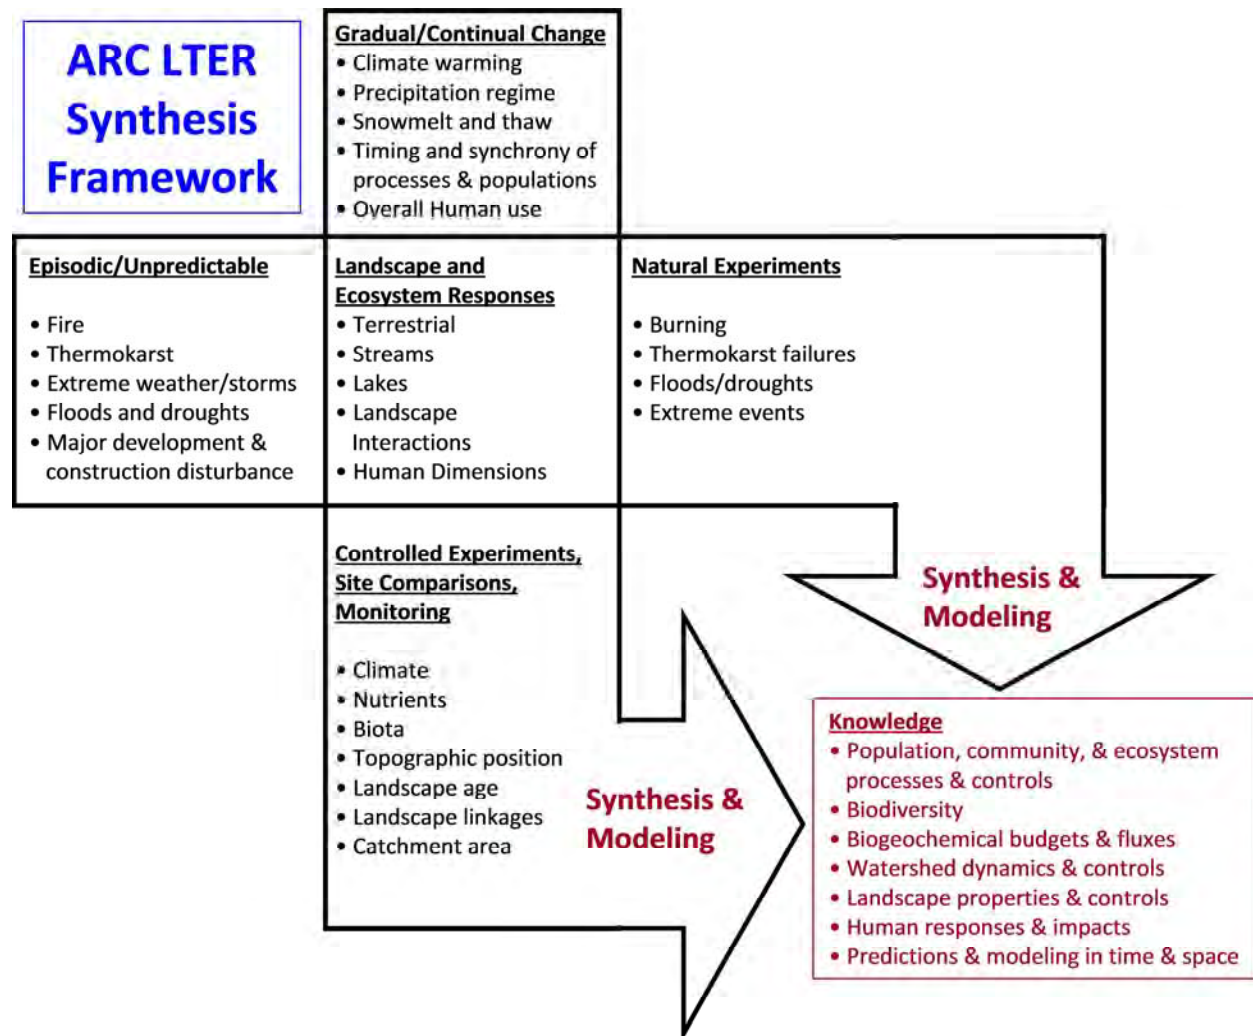 ARC LTER
Synthesis
Framework
Gradual/Continual Change
• Climate warming
• Precipitation regime
• Snowmelt and thaw
• Timing and synchrony of
processes & populations
• Overall Human use
Episodic/Unpredictable
• Fire
• Thermokarst
• Extreme weather/storms
• Floods and droughts
• Major development &
construction disturbance
Landscape and
Ecosystem Responses
• Terrestrial
• Streams
• Lakes
• Landscape
Interactions
• Human Dimensions
Natural Experiments
• Burning
• Thermokarst failures
• Floods/droughts
• Extreme events
Controlled Experiments,
Site Comparisons,
Monitoring
• Climate
• Nutrients
• Biota
• Topographic position
• Landscape age
• Landscape linkages
• Catchment area
Synthesis &
Modeling
Synthesis &
Modeling
Knowledge
• Population, community, & ecosystem
processes & controls
• Biodiversity
• Biogeochemical budgets & fluxes
• Watershed dynamics & controls
• Landscape properties & controls
• Human responses & impacts
• Predictions & modeling in time & space